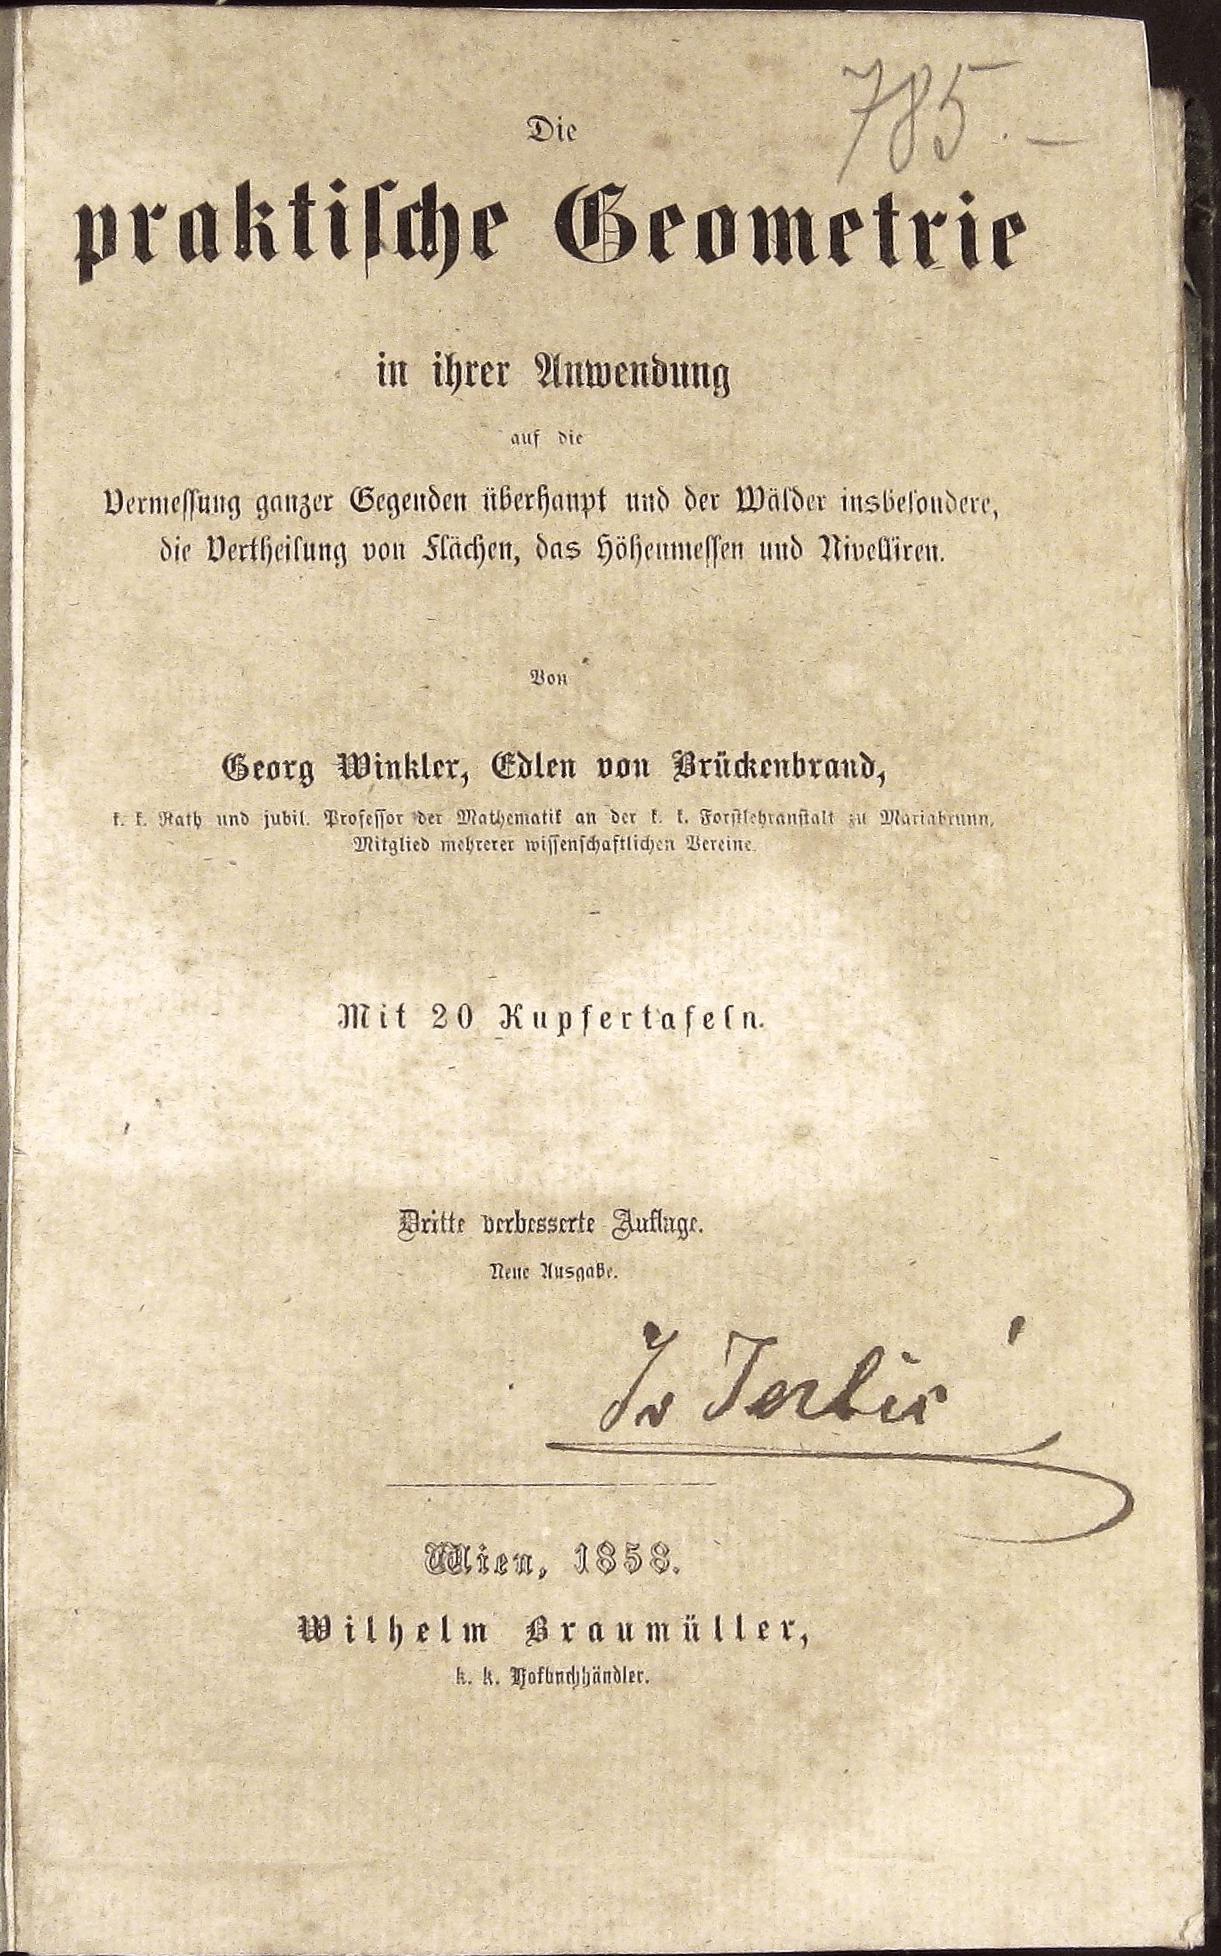 785.-
Die
praktiſche Geometrie
in ihrer Anwendung
auf die
Vermeſſung ganzer Gegenden überhaupt und der Wälder insbeſondere,
die Vertheilung von Flächen, das Höhenmeſſen und Nivelliren.
Von
Georg Winkler, Edlen von Brückenbrand,
k. k. Rath und jubil. Profeſſor der Mathematik an der k. k. Forſtlehranſtalt zu Mariabrunn,
Mitglied mehrerer wiſſenſchaftlichen Vereine.
Mit 20 Kupfertafeln.
Dritte verbesserte Auflage.
Neue Ausgabe.
Wien, 1858.
Wilhelm Braumüller,
k. k. Hofbuchhändler.